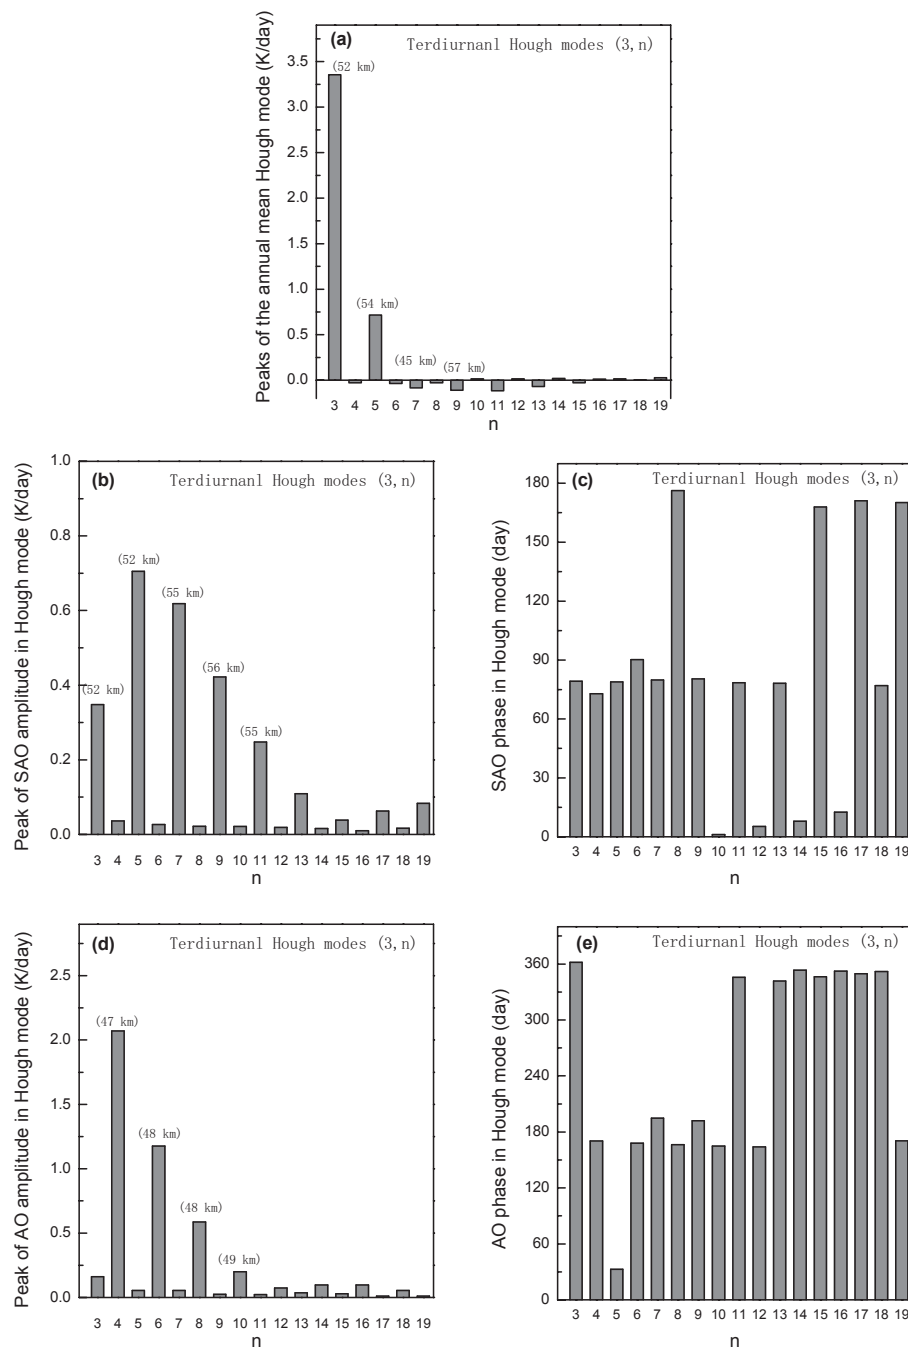 (a)
Terdiurnanl Hough modes (3,n)
(52 km)
(54 km)
(45 km)
(57 km)
3.5
3.0
2.5
2.0
1.5
1.0
0.5
0.0
Peaks of the annual mean Hough mode (K/day)
3 4 5 6 7 8 9 10 11 12 13 14 15 16 17 18 19
n
(b)
Terdiurnanl Hough modes (3,n)
(52 km)
(52 km)
(55 km)
(56 km)
(55 km)
1.0
0.8
0.6
0.4
0.2
0.0
Peak of SAO amplitude in Hough mode (K/day)
3 4 5 6 7 8 9 10 11 12 13 14 15 16 17 18 19
n
(c)
Terdiurnanl Hough modes (3,n)
180
150
120
90
60
30
0
SAO phase in Hough mode (day)
3 4 5 6 7 8 9 10 11 12 13 14 15 16 17 18 19
n
(d)
Terdiurnanl Hough modes (3,n)
(47 km)
(48 km)
(48 km)
(49 km)
2.5
2.0
1.5
1.0
0.5
0.0
Peak of AO amplitude in Hough mode (K/day)
3 4 5 6 7 8 9 10 11 12 13 14 15 16 17 18 19
n
(e)
Terdiurnanl Hough modes (3,n)
360
300
240
180
120
60
0
AO phase in Hough mode (day)
3 4 5 6 7 8 9 10 11 12 13 14 15 16 17 18 19
n